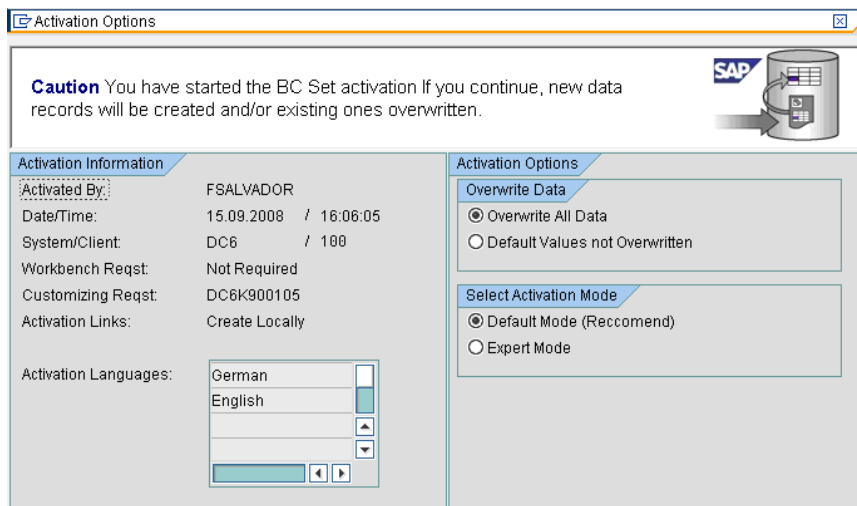 Activation Options
Caution You have started the BC Set activation If you continue, new data
records will be created and/or existing ones overwritten.
SAP
Activation Information
Activated By: FSALVADOR
Date/Time: 15.09.2008 / 16:06:05
System/Client: DC6 / 100
Workbench Reqst: Not Required
Customizing Reqst: DC6K900105
Activation Links: Create Locally
Activation Languages: German
English
Activation Options
Overwrite Data
Overwrite All Data
Default Values not Overwritten
Select Activation Mode
Default Mode (Reccomend)
Expert Mode